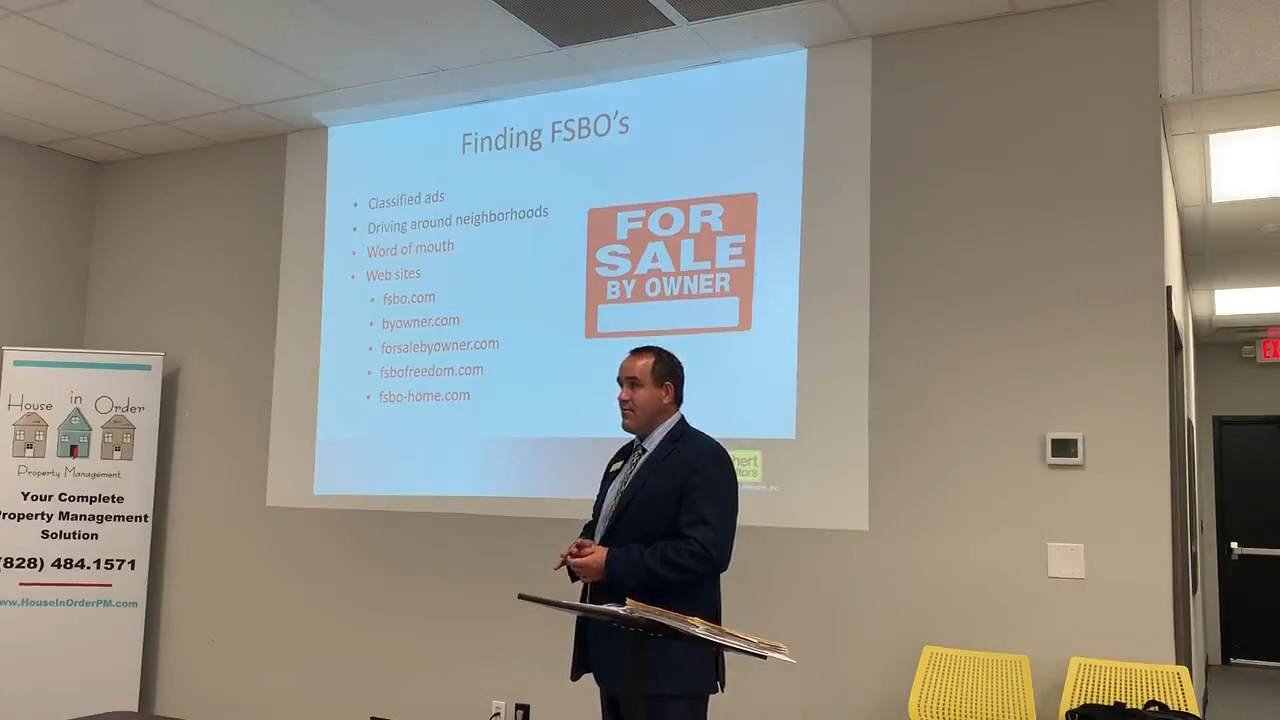 Finding FSBO's
• Classified ads
• Driving around neighborhoods
• Word of mouth
• Web sites
• fsbo.com
• byowner.com
• forsalebyowner.com
• fsbofreedom.com
• fsbo-home.com
FOR
SALE
BY OWNER
House in Order
Property Management
Your Complete
Property Management
Solution
(828) 484.1571
www.HouseInOrderPM.com